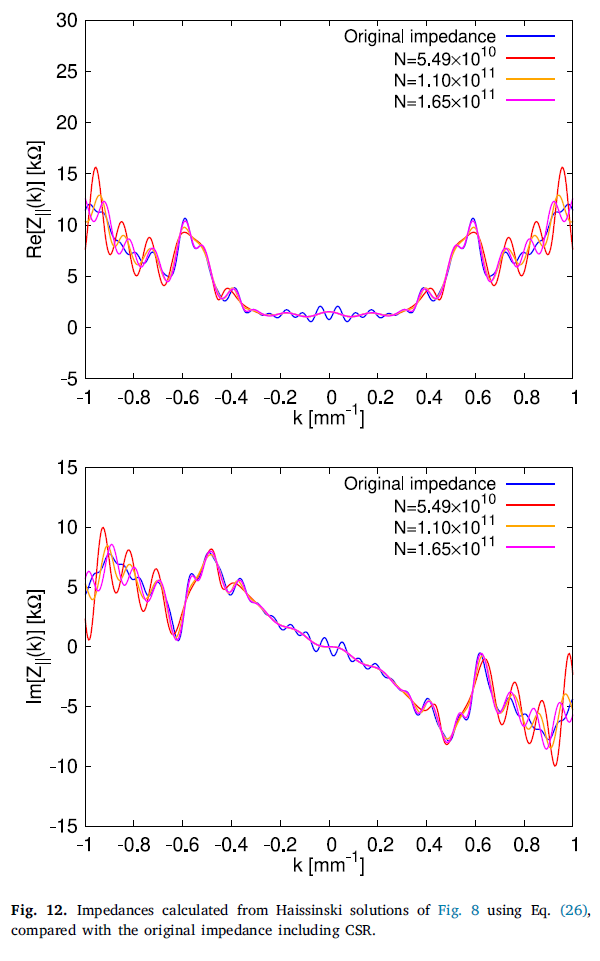 30
25
20
15
10
5
0
-5
Re[Z||(k)] [kΩ]
Original impedance
N=5.49×10^10
N=1.10×10^11
N=1.65×10^11
-1 -0.8 -0.6 -0.4 -0.2 0 0.2 0.4 0.6 0.8 1
k [mm^-1]
15
10
5
0
-5
-10
-15
Im[Z||(k)] [kΩ]
Original impedance
N=5.49×10^10
N=1.10×10^11
N=1.65×10^11
-1 -0.8 -0.6 -0.4 -0.2 0 0.2 0.4 0.6 0.8 1
k [mm^-1]
Fig. 12. Impedances calculated from Haissinski solutions of Fig. 8 using Eq. (26),
compared with the original impedance including CSR.